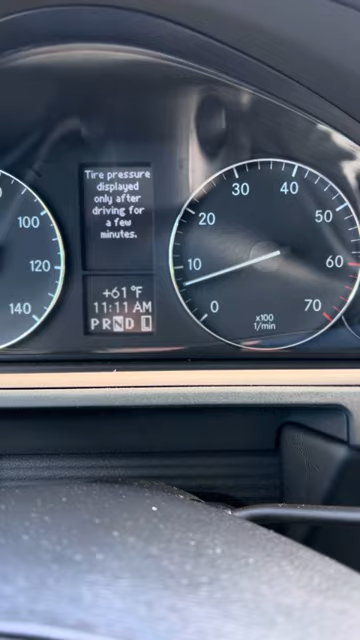 Tire pressure
displayed
only after
driving for
a few
minutes.
+61°F
11:11 AM
P R N D
100
120
140
0
10
20
30
40
50
60
70
x100
1/min